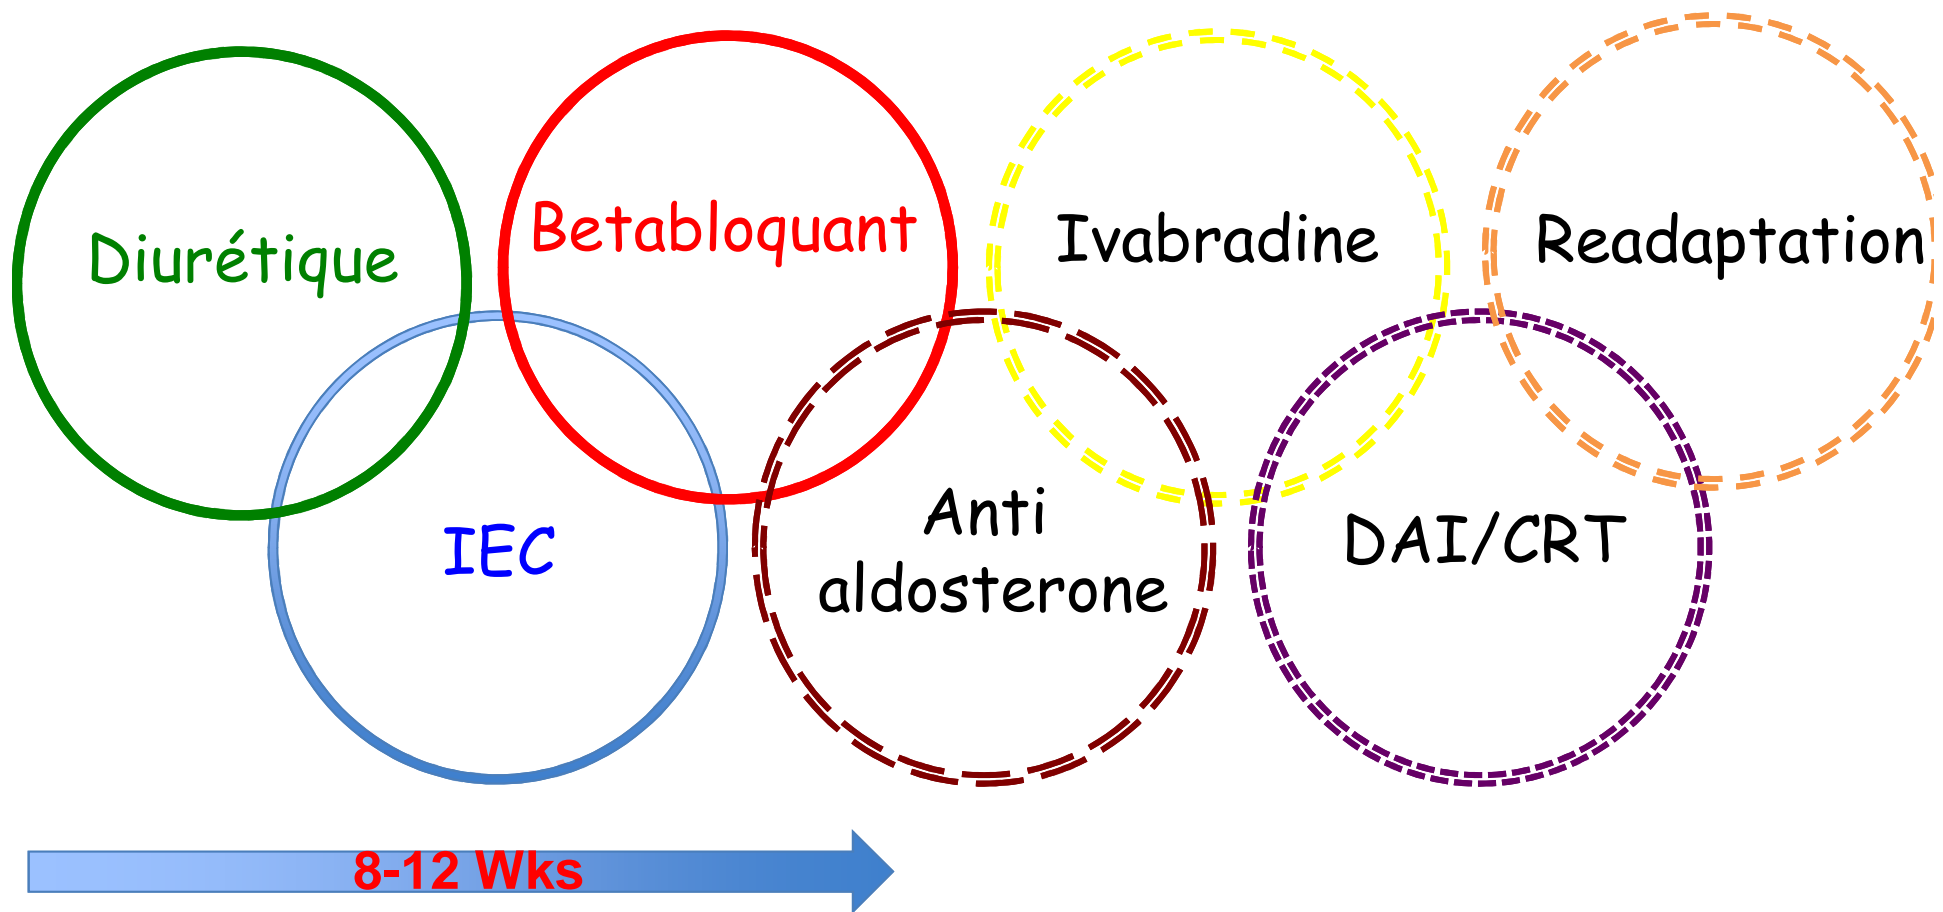 Diurétique
Betabloquant
Ivabradine
Readaptation
IEC
Anti
aldosterone
DAI/CRT
8-12 Wks